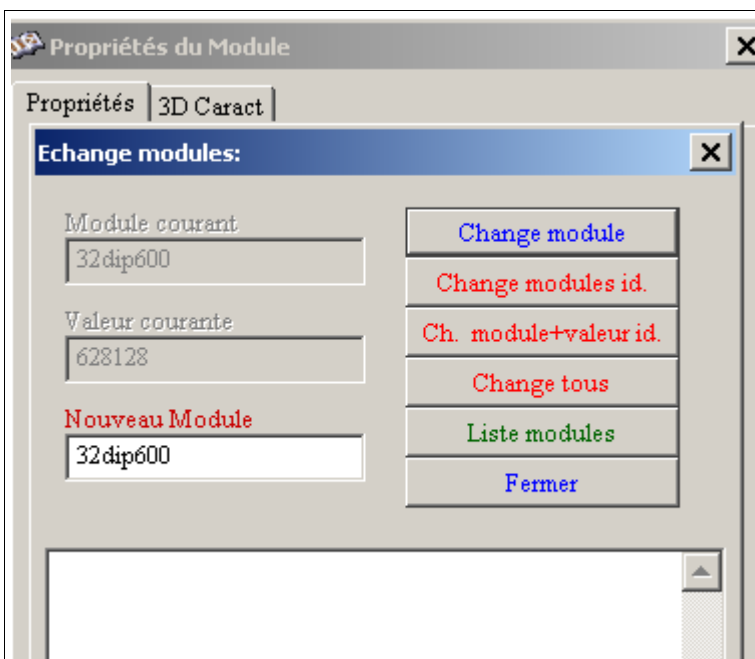 Propriétés du Module
Propriétés
3D Caract
Echange modules:
Module courant
32dip600
Valeur courante
628128
Nouveau Module
32dip600
Change module
Change modules id.
Ch. module+valeur id.
Change tous
Liste modules
Fermer